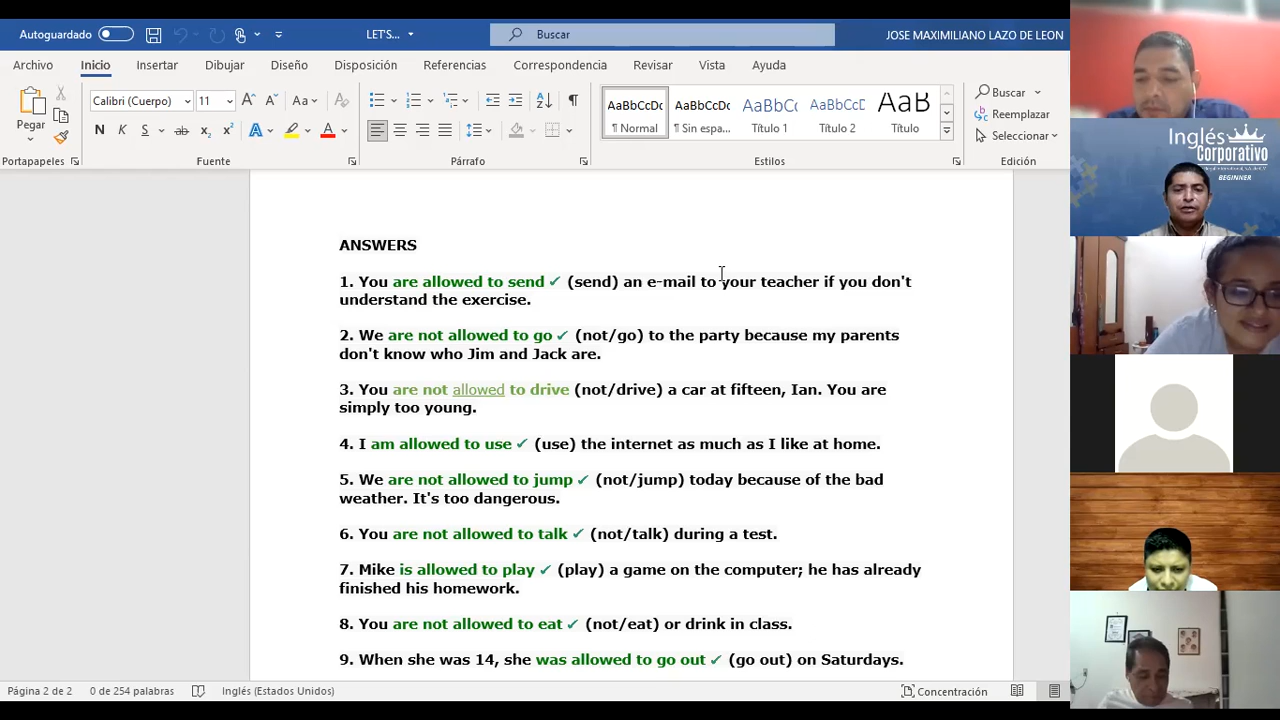 Autoguardado
LET'S...
Buscar
JOSE MAXIMILIANO LAZO DE LEON
Archivo Inicio Insertar Dibujar Diseño Disposición Referencias Correspondencia Revisar Vista Ayuda
Pegar
Calibri (Cuerpo) 11
AaBbCcDc AaBbCcDc AaBbCc AaBbCcD AaB
¶ Normal ¶ Sin espa... Título 1 Título 2 Título
Buscar
Reemplazar
Seleccionar
Portapapeles Fuente Párrafo Estilos Edición
ANSWERS
1. You are allowed to send ✓ (send) an e-mail to your teacher if you don't
understand the exercise.
2. We are not allowed to go ✓ (not/go) to the party because my parents
don't know who Jim and Jack are.
3. You are not allowed to drive (not/drive) a car at fifteen, Ian. You are
simply too young.
4. I am allowed to use ✓ (use) the internet as much as I like at home.
5. We are not allowed to jump ✓ (not/jump) today because of the bad
weather. It's too dangerous.
6. You are not allowed to talk ✓ (not/talk) during a test.
7. Mike is allowed to play ✓ (play) a game on the computer; he has already
finished his homework.
8. You are not allowed to eat ✓ (not/eat) or drink in class.
9. When she was 14, she was allowed to go out ✓ (go out) on Saturdays.
Página 2 de 2 0 de 254 palabras Inglés (Estados Unidos) Concentración
Inglés
Corporativo
BEGINNER